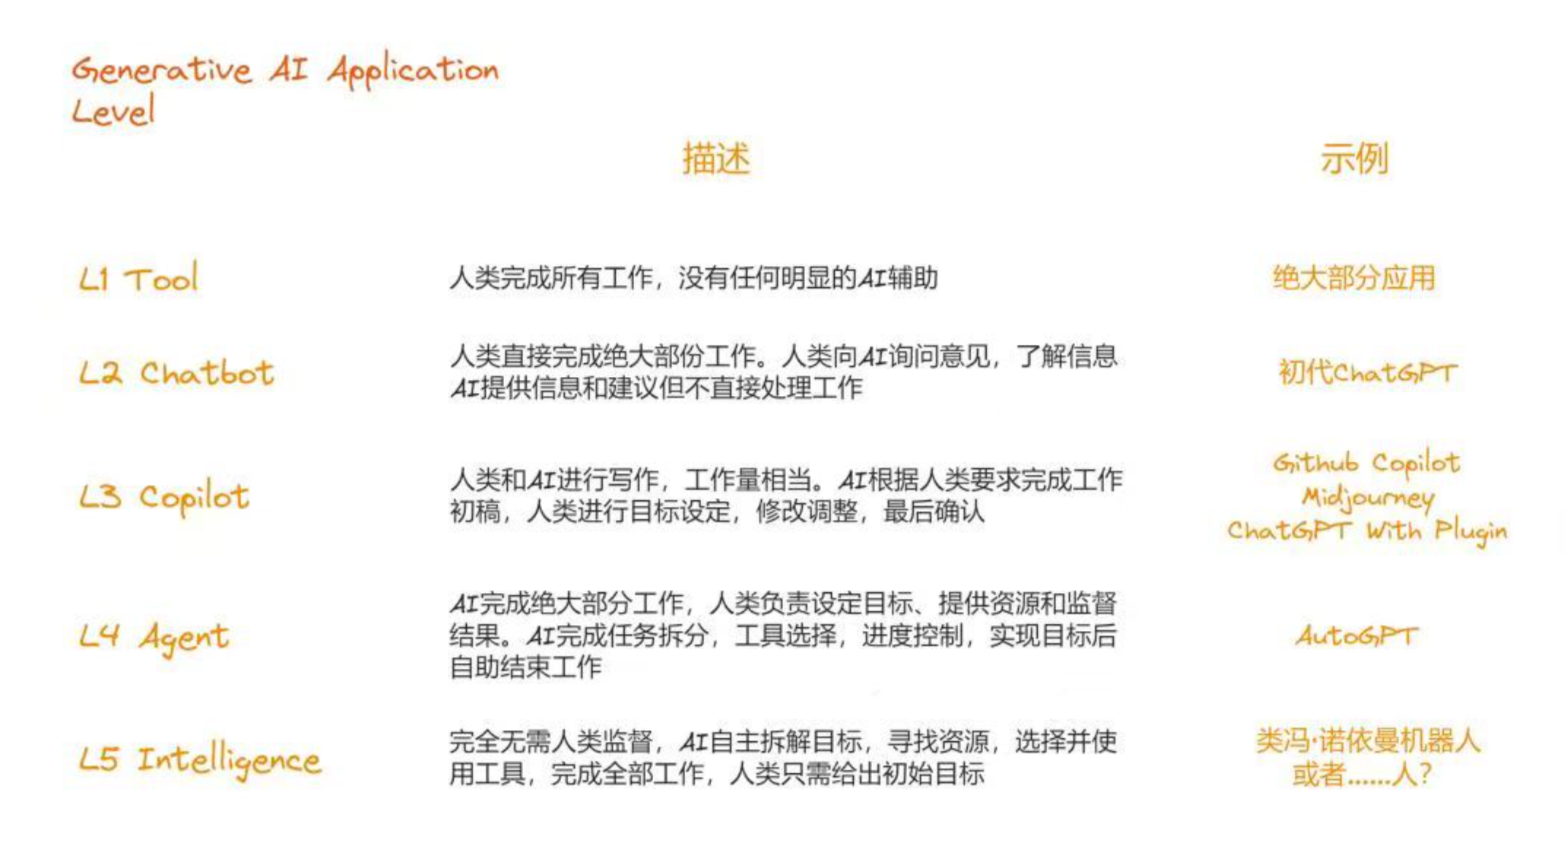 Generative AI Application
Level
描述
示例
L1 Tool
人类完成所有工作，没有任何明显的AI辅助
绝大部分应用
L2 Chatbot
人类直接完成绝大部份工作。人类向AI询问意见，了解信息
AI提供信息和建议但不直接处理工作
初代ChatGPT
L3 Copilot
人类和AI进行写作，工作量相当。AI根据人类要求完成工作
初稿，人类进行目标设定，修改调整，最后确认
Github Copilot
Midjourney
ChatGPT With Plugin
L4 Agent
AI完成绝大部分工作，人类负责设定目标、提供资源和监督
结果。AI完成任务拆分，工具选择，进度控制，实现目标后
自助结束工作
AutoGPT
L5 Intelligence
完全无需人类监督，AI自主拆解目标，寻找资源，选择并使
用工具，完成全部工作，人类只需给出初始目标
类冯·诺依曼机器人
或者……人？